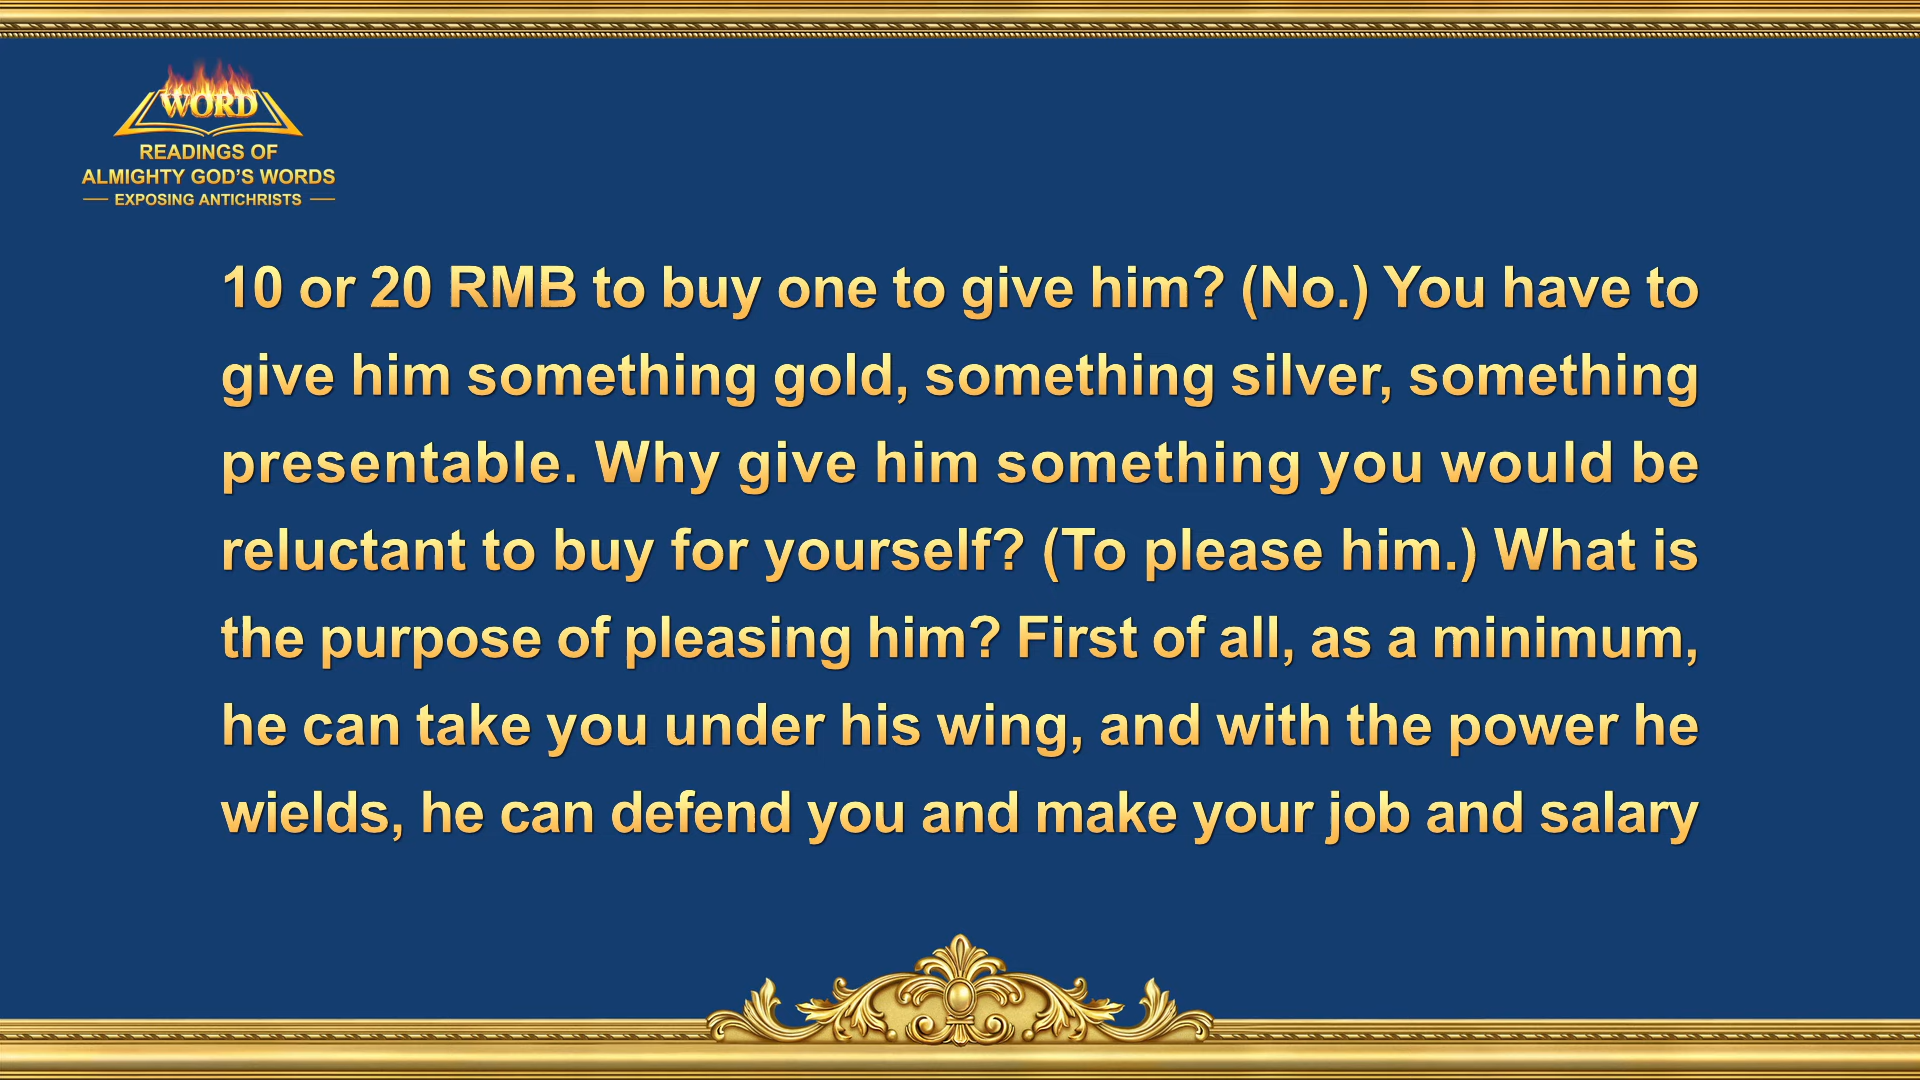 WORD
READINGS OF
ALMIGHTY GOD'S WORDS
EXPOSING ANTICHRISTS
10 or 20 RMB to buy one to give him? (No.) You have to
give him something gold, something silver, something
presentable. Why give him something you would be
reluctant to buy for yourself? (To please him.) What is
the purpose of pleasing him? First of all, as a minimum,
he can take you under his wing, and with the power he
wields, he can defend you and make your job and salary